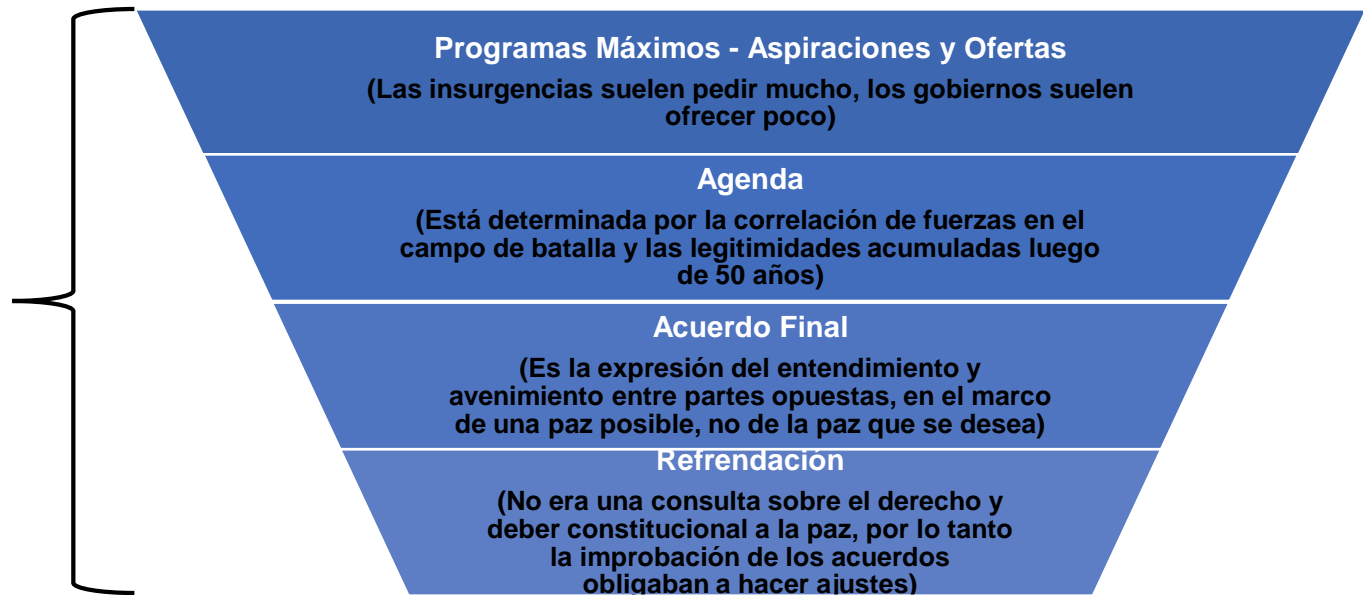 Programas Máximos - Aspiraciones y Ofertas
(Las insurgencias suelen pedir mucho, los gobiernos suelen
ofrecer poco)
Agenda
(Está determinada por la correlación de fuerzas en el
campo de batalla y las legitimidades acumuladas luego
de 50 años)
Acuerdo Final
(Es la expresión del entendimiento y
avenimiento entre partes opuestas, en el marco
de una paz posible, no de la paz que se desea)
Refrendación
(No era una consulta sobre el derecho y
deber constitucional a la paz, por lo tanto
la improbación de los acuerdos
obligaban a hacer ajustes)